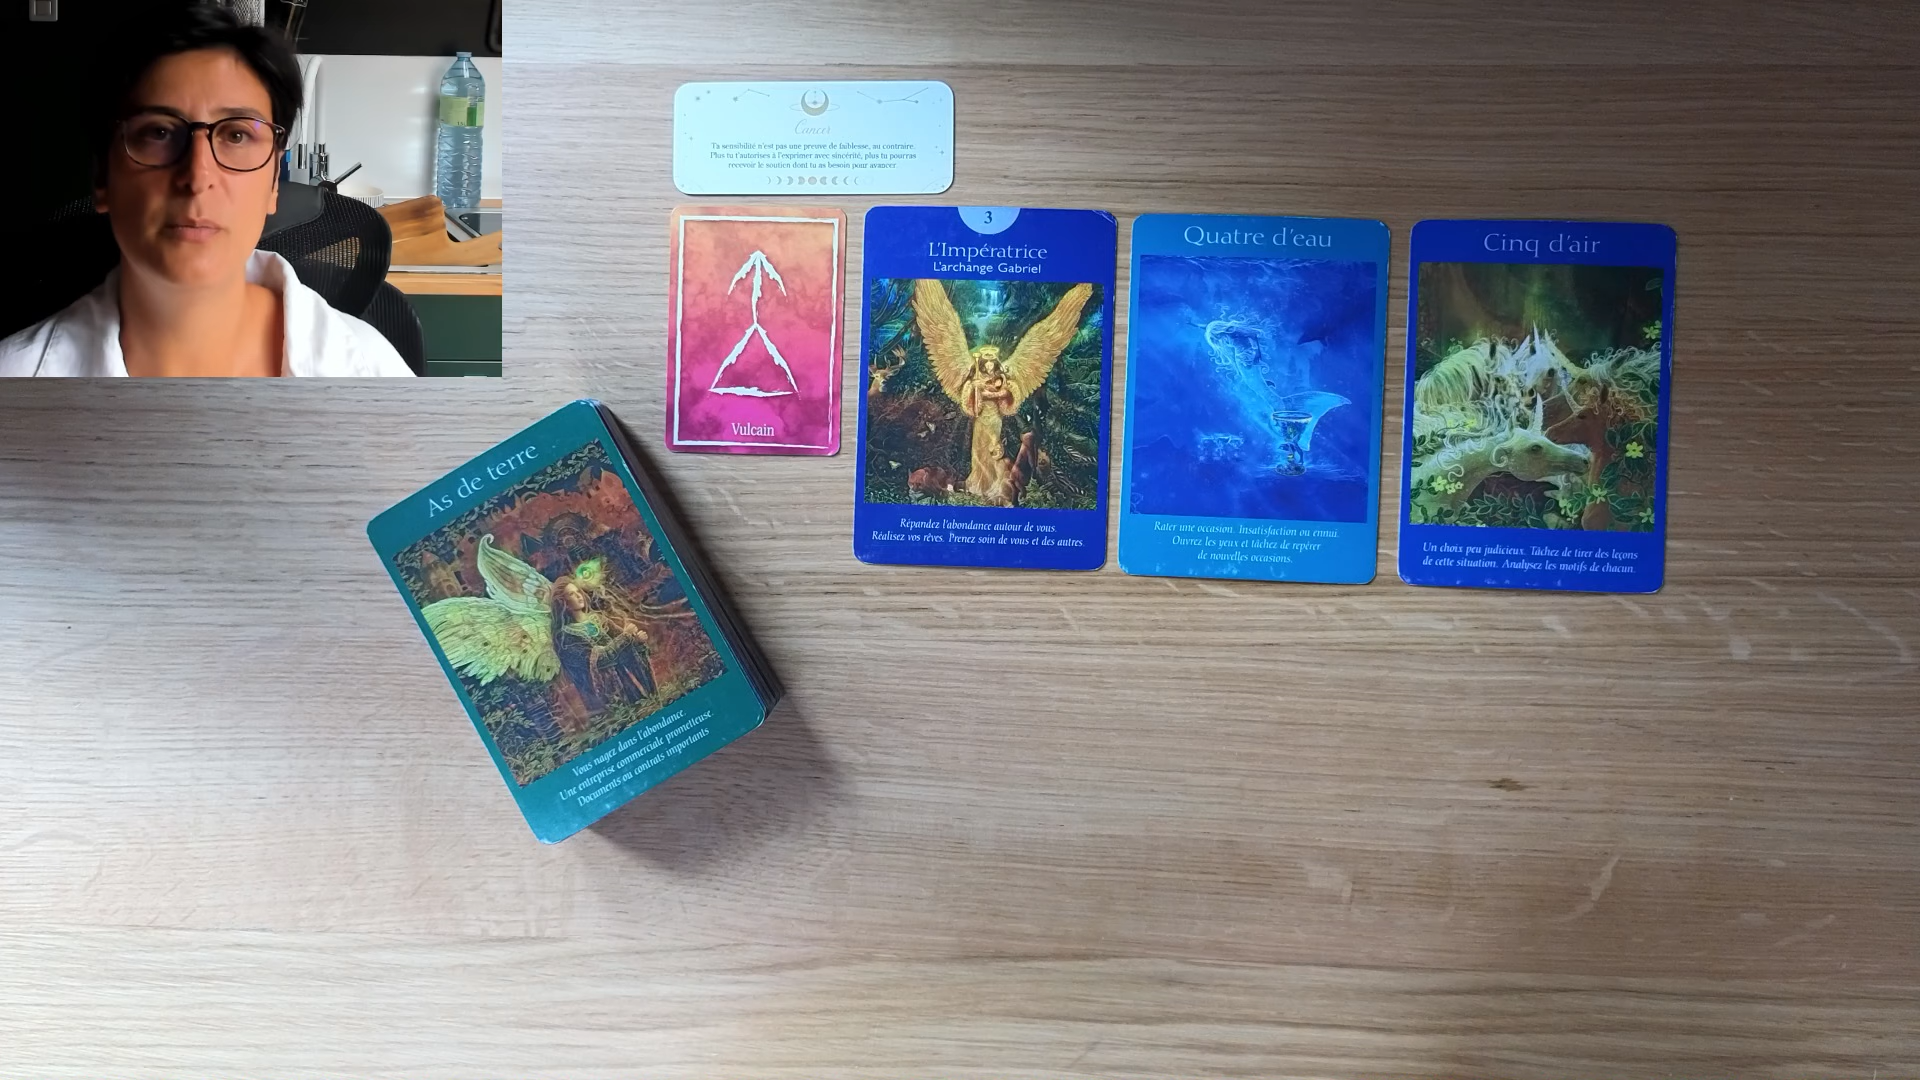 Cancer
Ta sensibilité n'est pas une preuve de faiblesse, au contraire.
Plus tu t'autorises à l'exprimer avec sincérité, plus tu pourras
recevoir le soutien dont tu as besoin pour avancer.
Vulcain
3
L'Impératrice
L'archange Gabriel
Répandez l'abondance autour de vous.
Réalisez vos rêves. Prenez soin de vous et des autres.
Quatre d'eau
Rater une occasion. Insatisfaction ou ennui.
Ouvrez les yeux et tâchez de repérer
de nouvelles occasions.
Cinq d'air
Un choix peu judicieux. Tâchez de tirer des leçons
de cette situation. Analysez les motifs de chacun.
As de terre
Vous nagez dans l'abondance.
Une entreprise commerciale prometteuse.
Documents ou contrats importants